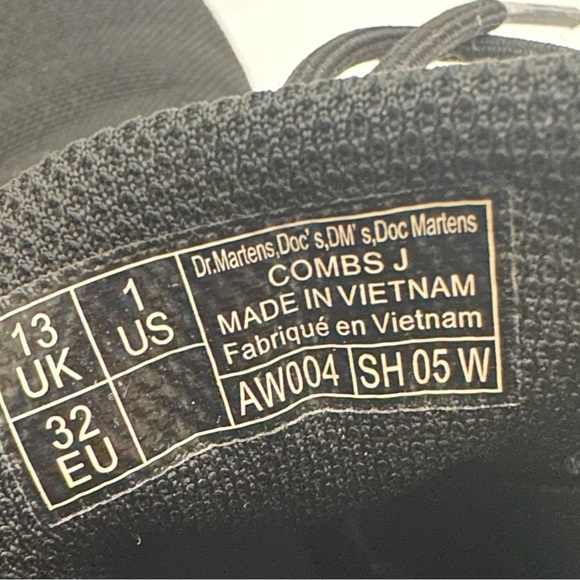 Dr.Martens,Doc's,DM's,Doc Martens
COMBS J
MADE IN VIETNAM
Fabriqué en Vietnam
AW004 SH 05 W
13 UK
1 US
32 EU